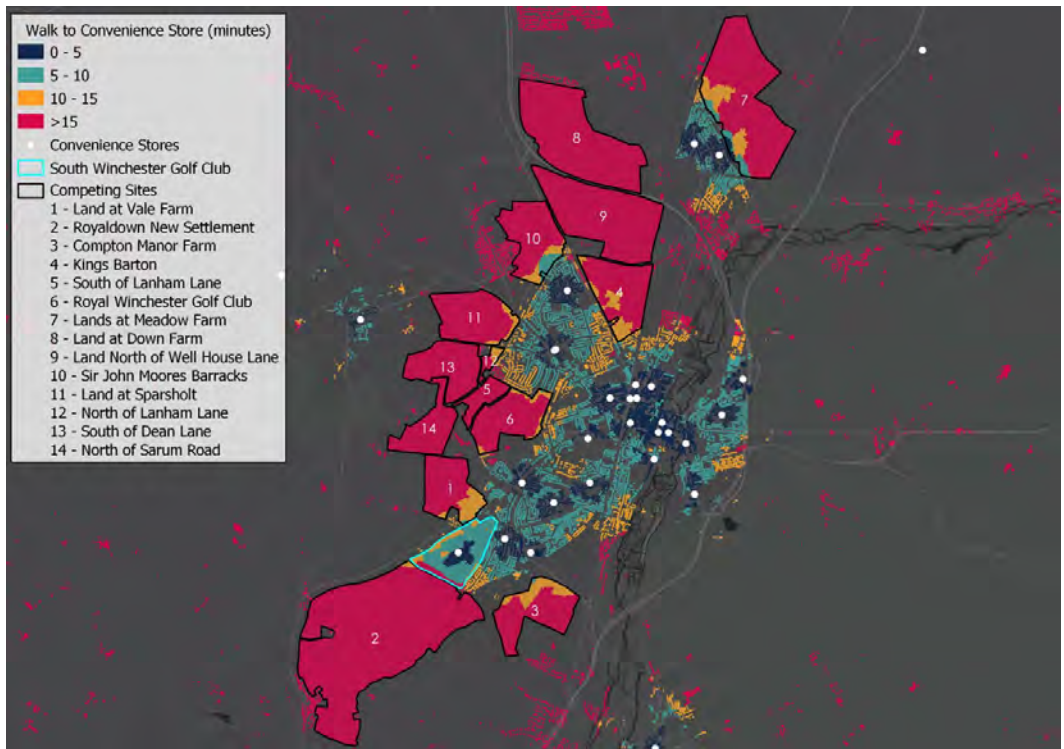 Walk to Convenience Store (minutes)
0 - 5
5 - 10
10 - 15
>15
Convenience Stores
South Winchester Golf Club
Competing Sites
1 - Land at Vale Farm
2 - Royaldown New Settlement
3 - Compton Manor Farm
4 - Kings Barton
5 - South of Lanham Lane
6 - Royal Winchester Golf Club
7 - Lands at Meadow Farm
8 - Land at Down Farm
9 - Land North of Well House Lane
10 - Sir John Moores Barracks
11 - Land at Sparsholt
12 - North of Lanham Lane
13 - South of Dean Lane
14 - North of Sarum Road
7
8
9
10
4
11
12
13
5
6
14
1
3
2